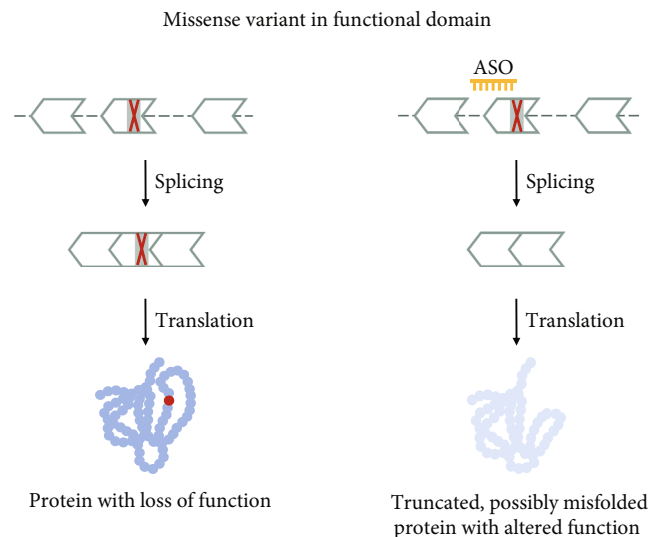 Missense variant in functional domain
ASO
Splicing
Splicing
Translation
Translation
Protein with loss of function
Truncated, possibly misfolded
protein with altered function